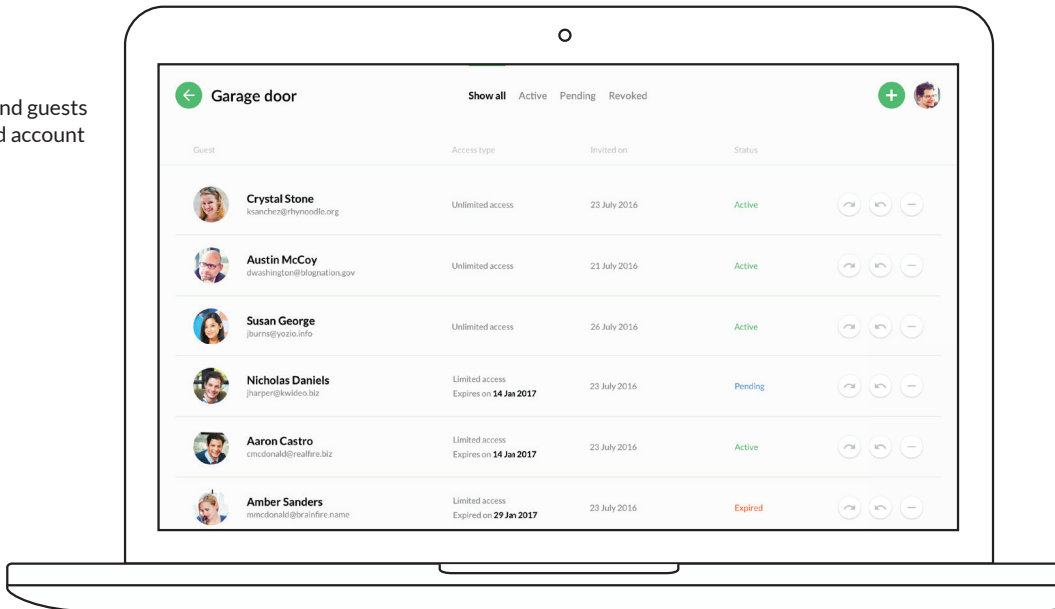 nd guests
d account
Garage door
Show all Active Pending Revoked
Guest Access type Invited on Status
Crystal Stone
ksanchez@rhynoodle.org
Unlimited access 23 July 2016 Active
Austin McCoy
dwashington@blognation.gov
Unlimited access 21 July 2016 Active
Susan George
jburns@yozio.info
Unlimited access 26 July 2016 Active
Nicholas Daniels
jharper@kwideo.biz
Limited access
Expires on 14 Jan 2017
23 July 2016 Pending
Aaron Castro
cmcdonald@realfire.biz
Limited access
Expires on 14 Jan 2017
23 July 2016 Active
Amber Sanders
mmcdonald@brainfire.name
Limited access
Expired on 29 Jan 2017
23 July 2016 Expired